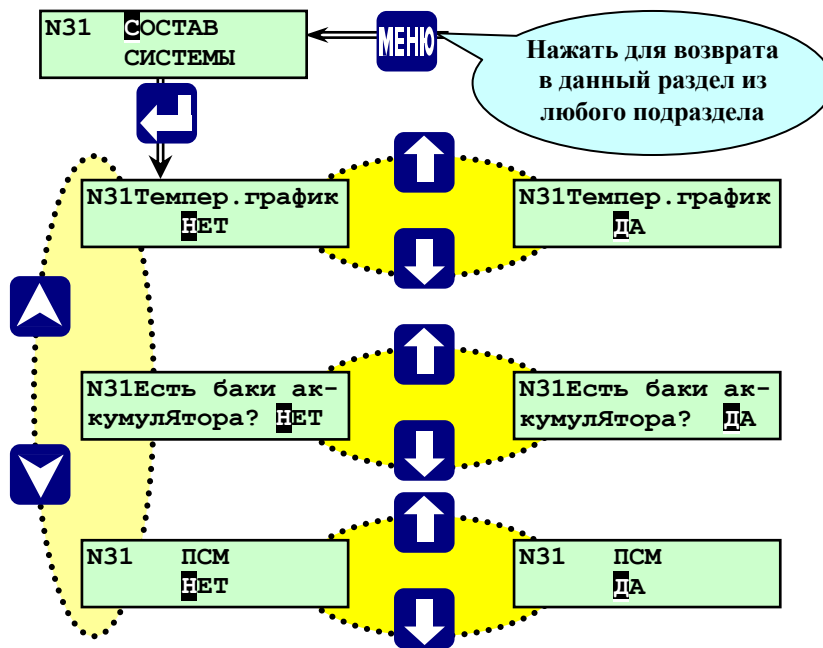 N31 СОСТАВ
СИСТЕМЫ
МЕНЮ
Нажать для возврата
в данный раздел из
любого подраздела
N31Темпер.график
НЕТ
N31Темпер.график
ДА
N31Есть баки ак-
кумулЯтора? НЕТ
N31Есть баки ак-
кумулЯтора? ДА
N31 ПСМ
НЕТ
N31 ПСМ
ДА